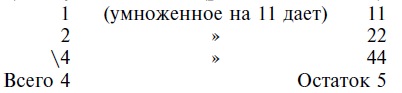 1 (умноженное на 11 дает) 11
2 » 22
\4 » 44
Всего 4 Остаток 5